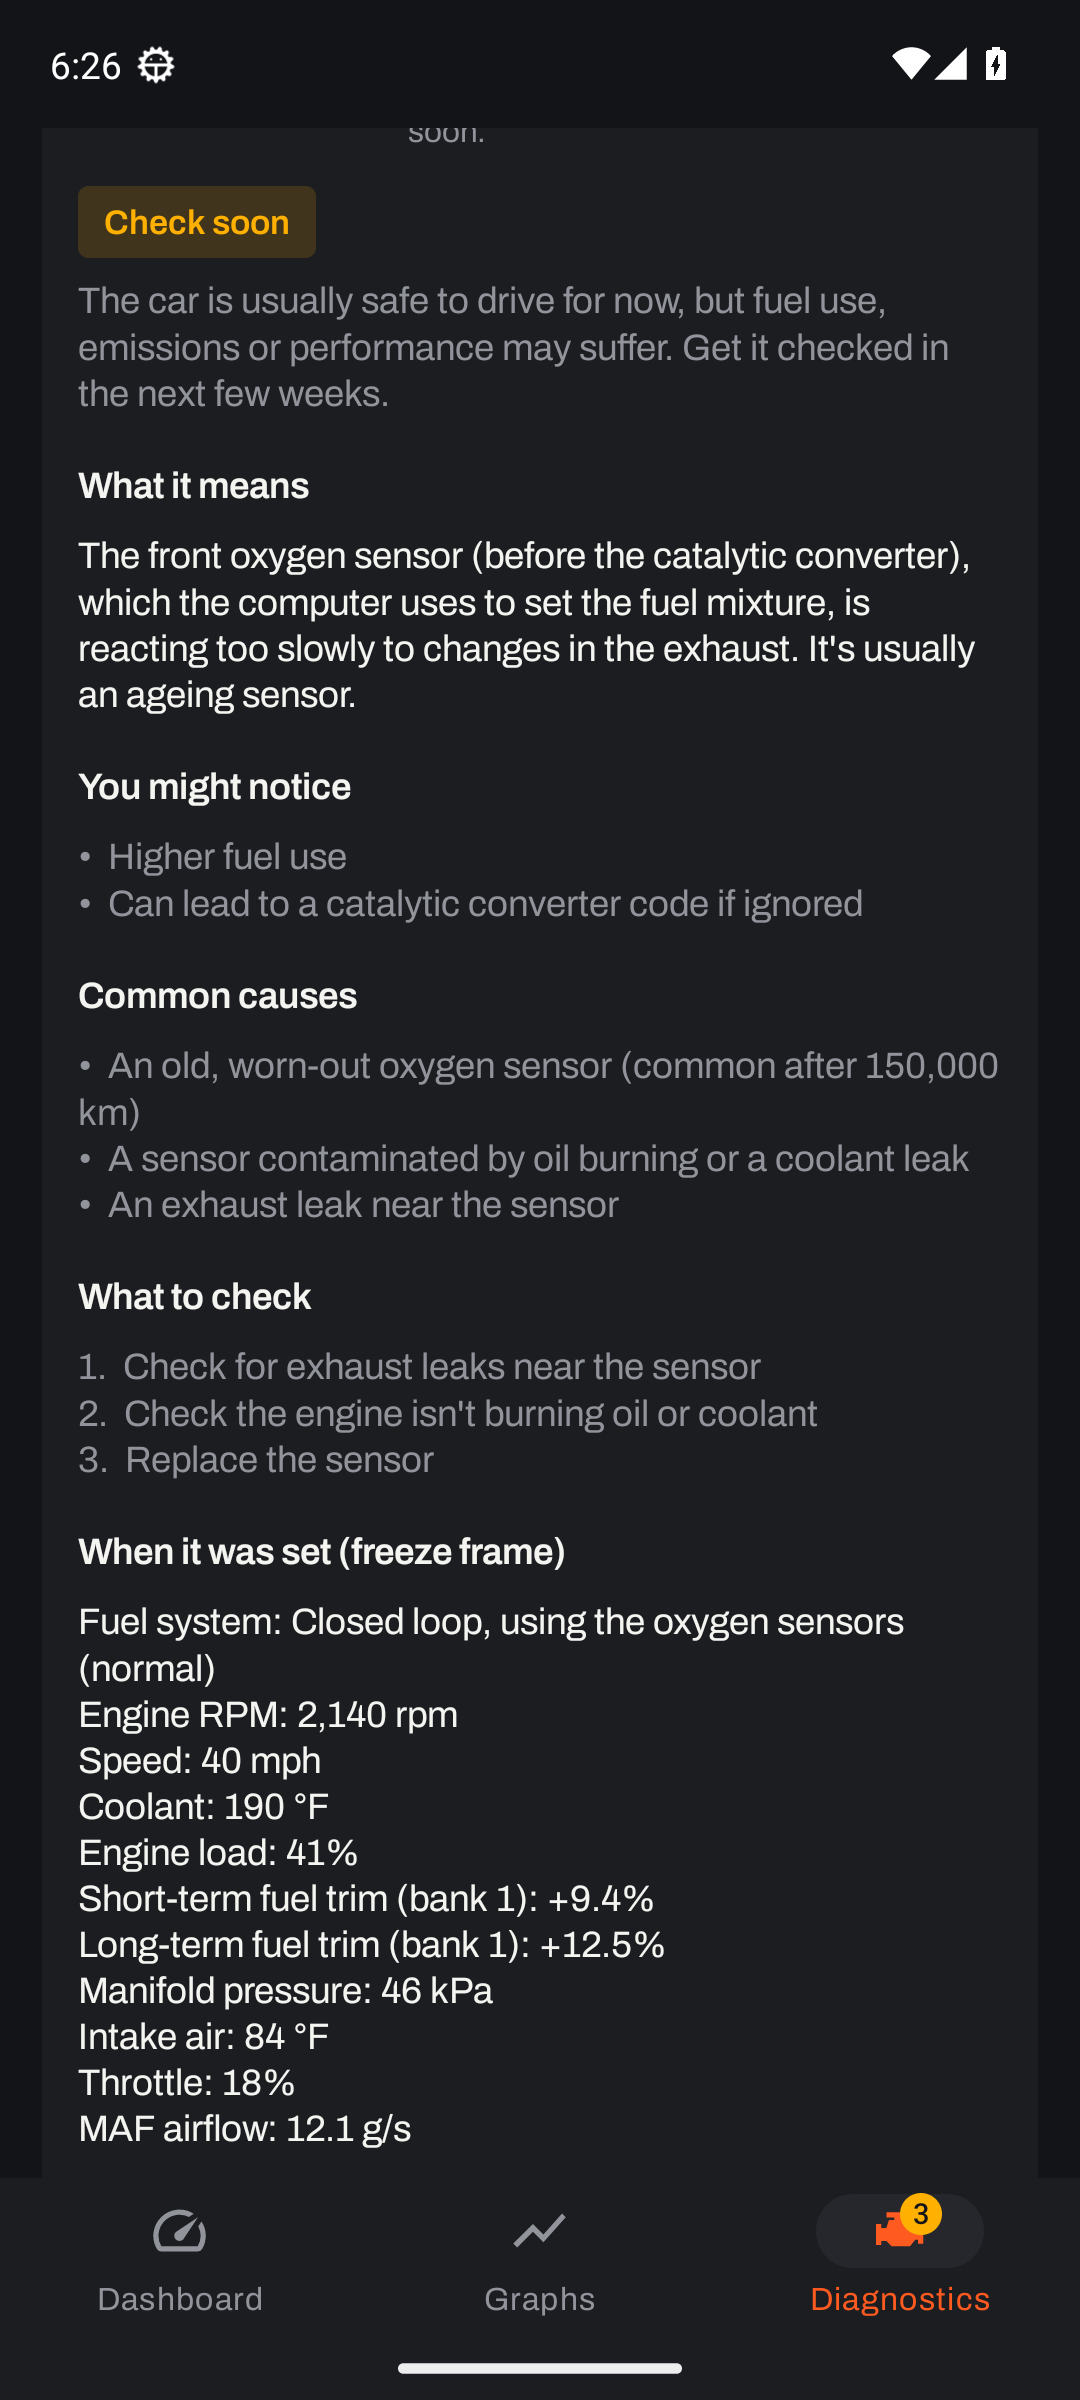 6:26
soon.
Check soon
The car is usually safe to drive for now, but fuel use,
emissions or performance may suffer. Get it checked in
the next few weeks.
What it means
The front oxygen sensor (before the catalytic converter),
which the computer uses to set the fuel mixture, is
reacting too slowly to changes in the exhaust. It's usually
an ageing sensor.
You might notice
• Higher fuel use
• Can lead to a catalytic converter code if ignored
Common causes
• An old, worn-out oxygen sensor (common after 150,000
km)
• A sensor contaminated by oil burning or a coolant leak
• An exhaust leak near the sensor
What to check
1. Check for exhaust leaks near the sensor
2. Check the engine isn't burning oil or coolant
3. Replace the sensor
When it was set (freeze frame)
Fuel system: Closed loop, using the oxygen sensors
(normal)
Engine RPM: 2,140 rpm
Speed: 40 mph
Coolant: 190 °F
Engine load: 41%
Short-term fuel trim (bank 1): +9.4%
Long-term fuel trim (bank 1): +12.5%
Manifold pressure: 46 kPa
Intake air: 84 °F
Throttle: 18%
MAF airflow: 12.1 g/s
3
Dashboard
Graphs
Diagnostics